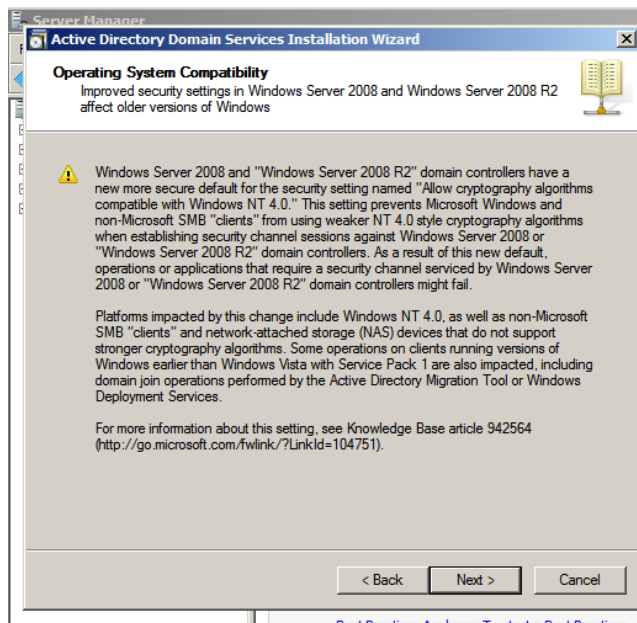 Server Manager
Active Directory Domain Services Installation Wizard
Operating System Compatibility
Improved security settings in Windows Server 2008 and Windows Server 2008 R2
affect older versions of Windows
Windows Server 2008 and "Windows Server 2008 R2" domain controllers have a
new more secure default for the security setting named "Allow cryptography algorithms
compatible with Windows NT 4.0." This setting prevents Microsoft Windows and
non-Microsoft SMB "clients" from using weaker NT 4.0 style cryptography algorithms
when establishing security channel sessions against Windows Server 2008 or
"Windows Server 2008 R2" domain controllers. As a result of this new default,
operations or applications that require a security channel serviced by Windows Server
2008 or "Windows Server 2008 R2" domain controllers might fail.
Platforms impacted by this change include Windows NT 4.0, as well as non-Microsoft
SMB "clients" and network-attached storage (NAS) devices that do not support
stronger cryptography algorithms. Some operations on clients running versions of
Windows earlier than Windows Vista with Service Pack 1 are also impacted, including
domain join operations performed by the Active Directory Migration Tool or Windows
Deployment Services.
For more information about this setting, see Knowledge Base article 942564
(http://go.microsoft.com/fwlink/?LinkId=104751).
< Back
Next >
Cancel